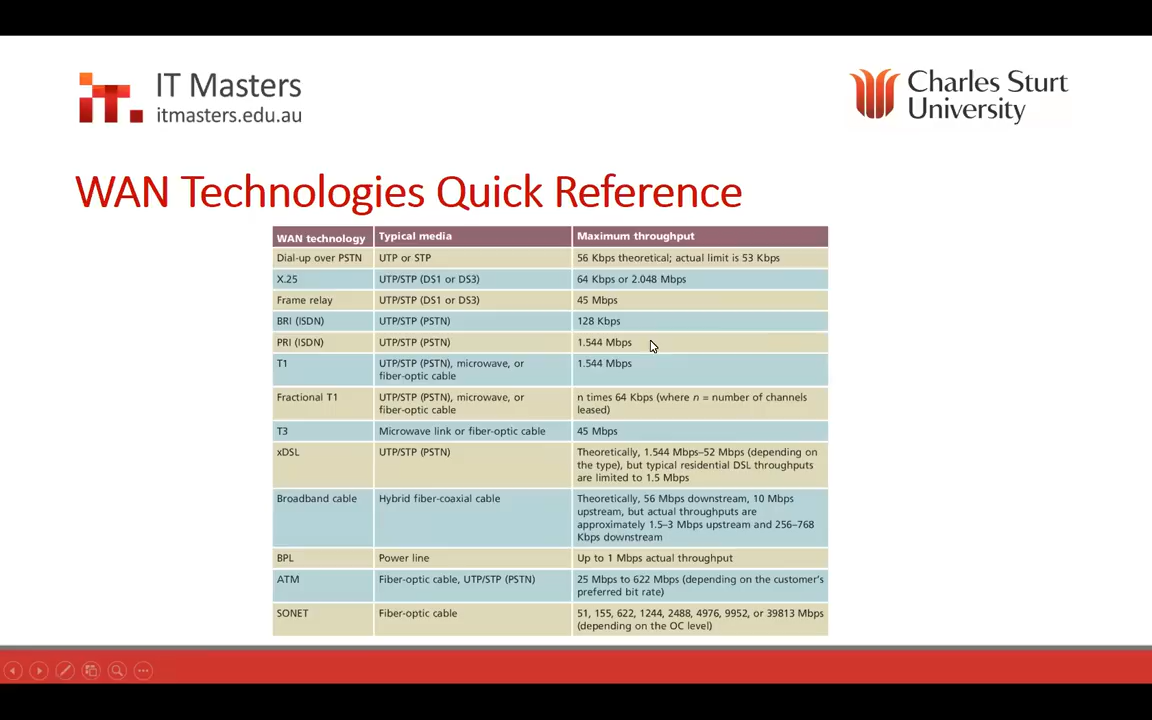 IT Masters
itmasters.edu.au
Charles Sturt
University
WAN Technologies Quick Reference
WAN technology Typical media Maximum throughput
Dial-up over PSTN UTP or STP 56 Kbps theoretical; actual limit is 53 Kbps
X.25 UTP/STP (DS1 or DS3) 64 Kbps or 2.048 Mbps
Frame relay UTP/STP (DS1 or DS3) 45 Mbps
BRI (ISDN) UTP/STP (PSTN) 128 Kbps
PRI (ISDN) UTP/STP (PSTN) 1.544 Mbps
T1 UTP/STP (PSTN), microwave, or 1.544 Mbps
fiber-optic cable
Fractional T1 UTP/STP (PSTN), microwave, or n times 64 Kbps (where n = number of channels
fiber-optic cable leased)
T3 Microwave link or fiber-optic cable 45 Mbps
xDSL UTP/STP (PSTN) Theoretically, 1.544 Mbps–52 Mbps (depending on
the type), but typical residential DSL throughputs
are limited to 1.5 Mbps
Broadband cable Hybrid fiber-coaxial cable Theoretically, 56 Mbps downstream, 10 Mbps
upstream, but actual throughputs are
approximately 1.5–3 Mbps upstream and 256–768
Kbps downstream
BPL Power line Up to 1 Mbps actual throughput
ATM Fiber-optic cable, UTP/STP (PSTN) 25 Mbps to 622 Mbps (depending on the customer's
preferred bit rate)
SONET Fiber-optic cable 51, 155, 622, 1244, 2488, 4976, 9952, or 39813 Mbps
(depending on the OC level)